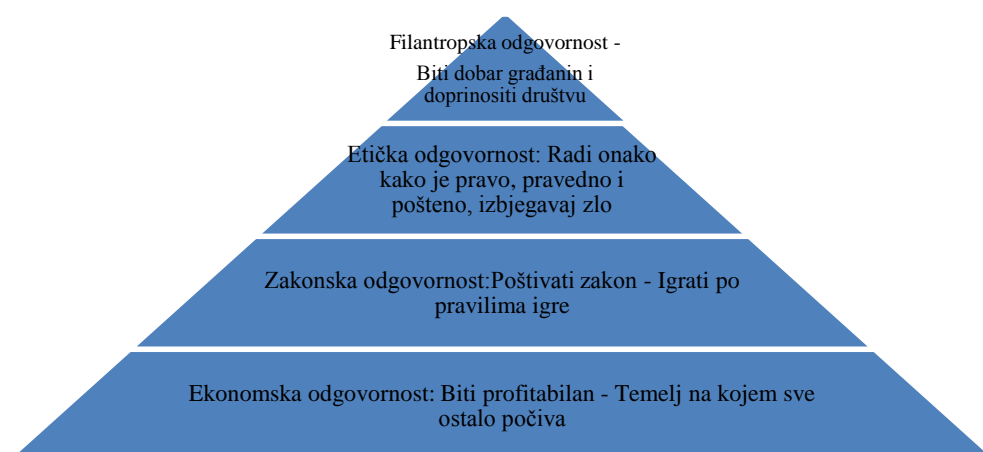 Filantropska odgovornost -
Biti dobar građanin i
doprinositi društvu
Etička odgovornost: Radi onako
kako je pravo, pravedno i
pošteno, izbjegavaj zlo
Zakonska odgovornost:Poštivati zakon - Igrati po
pravilima igre
Ekonomska odgovornost: Biti profitabilan - Temelj na kojem sve
ostalo počiva